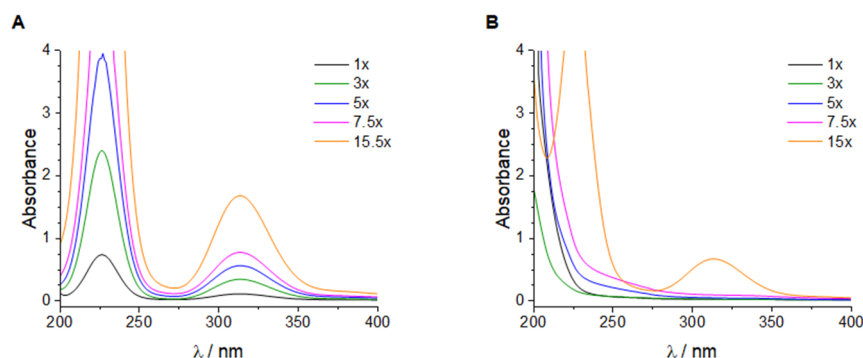 A
B
Absorbance
4
3
2
1
0
200
250
300
350
400
λ / nm
1x
3x
5x
7.5x
15.5x
Absorbance
4
3
2
1
0
200
250
300
350
400
λ / nm
1x
3x
5x
7.5x
15x